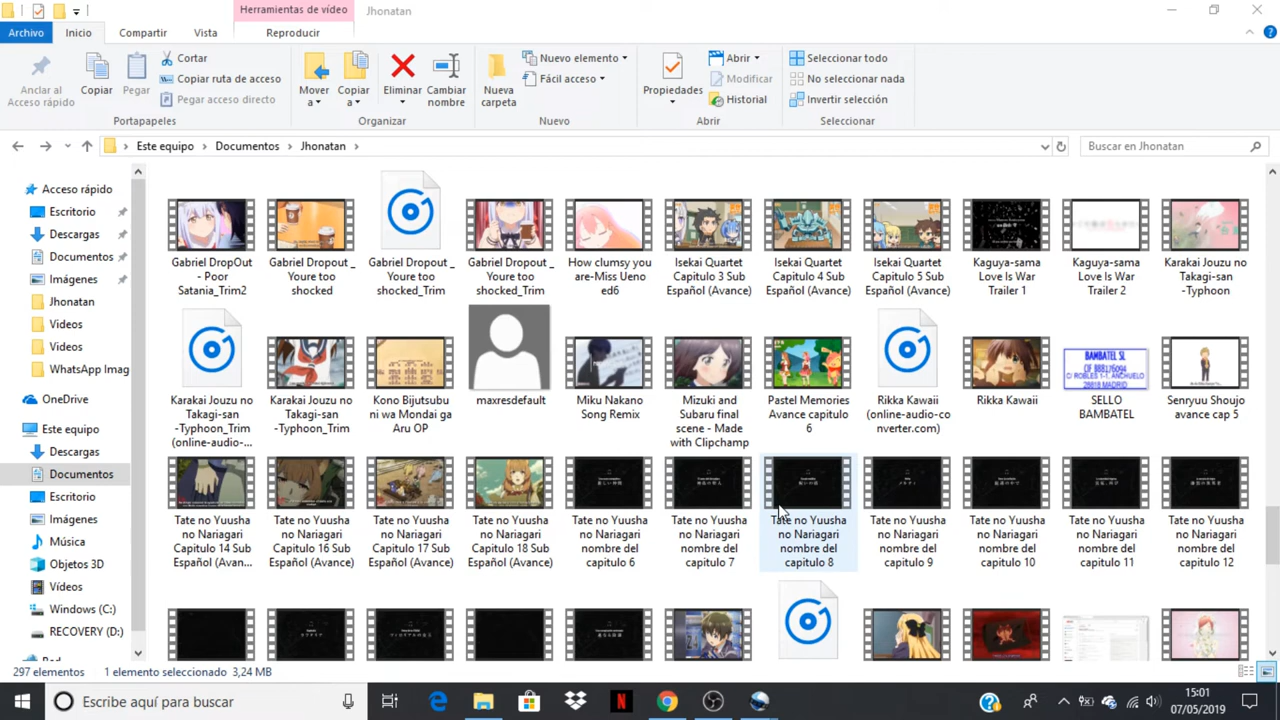 Herramientas de vídeo
Jhonatan
Archivo
Inicio
Compartir
Vista
Reproducir
Anclar al
Acceso rápido
Copiar
Pegar
Cortar
Copiar ruta de acceso
Pegar acceso directo
Portapapeles
Mover
a
Copiar
a
Eliminar
Cambiar
nombre
Organizar
Nueva
carpeta
Nuevo elemento
Fácil acceso
Nuevo
Propiedades
Abrir
Modificar
Historial
Abrir
Seleccionar todo
No seleccionar nada
Invertir selección
Seleccionar
Este equipo > Documentos > Jhonatan >
Buscar en Jhonatan
Acceso rápido
Escritorio
Descargas
Documentos
Imágenes
Jhonatan
Videos
Videos
WhatsApp Imag
OneDrive
Este equipo
Descargas
Documentos
Escritorio
Imágenes
Música
Objetos 3D
Vídeos
Windows (C:)
RECOVERY (D:)
Gabriel DropOut
- Poor
Satania_Trim2
Gabriel Dropout _
Youre too
shocked
Gabriel Dropout _
Youre too
shocked_Trim
Gabriel Dropout _
Youre too
shocked_Trim
How clumsy you
are-Miss Ueno
ed6
Isekai Quartet
Capitulo 3 Sub
Español (Avance)
Isekai Quartet
Capitulo 4 Sub
Español (Avance)
Isekai Quartet
Capitulo 5 Sub
Español (Avance)
Kaguya-sama
Love Is War
Trailer 1
Kaguya-sama
Love Is War
Trailer 2
Karakai Jouzu no
Takagi-san
-Typhoon
Karakai Jouzu no
Takagi-san
-Typhoon_Trim
(online-audio-...
Karakai Jouzu no
Takagi-san
-Typhoon_Trim
Kono Bijutsubu
ni wa Mondai ga
Aru OP
maxresdefault
Miku Nakano
Song Remix
Mizuki and
Subaru final
scene - Made
with Clipchamp
Pastel Memories
Avance capitulo
6
Rikka Kawaii
(online-audio-co
nverter.com)
Rikka Kawaii
BAMBATEL SL
CIF B88126094
C/ ROBLES 1-1. ANCHUELO
28818 MADRID
SELLO
BAMBATEL
Senryuu Shoujo
avance cap 5
Tate no Yuusha
no Nariagari
Capitulo 14 Sub
Español (Avan...
Tate no Yuusha
no Nariagari
Capitulo 16 Sub
Español (Avance)
Tate no Yuusha
no Nariagari
Capitulo 17 Sub
Español (Avance)
Tate no Yuusha
no Nariagari
Capitulo 18 Sub
Español (Avance)
Tate no Yuusha
no Nariagari
nombre del
capitulo 6
Tate no Yuusha
no Nariagari
nombre del
capitulo 7
Tate no Yuusha
no Nariagari
nombre del
capitulo 8
Tate no Yuusha
no Nariagari
nombre del
capitulo 9
Tate no Yuusha
no Nariagari
nombre del
capitulo 10
Tate no Yuusha
no Nariagari
nombre del
capitulo 11
Tate no Yuusha
no Nariagari
nombre del
capitulo 12
297 elementos
1 elemento seleccionado 3,24 MB
Escribe aquí para buscar
15:01
07/05/2019